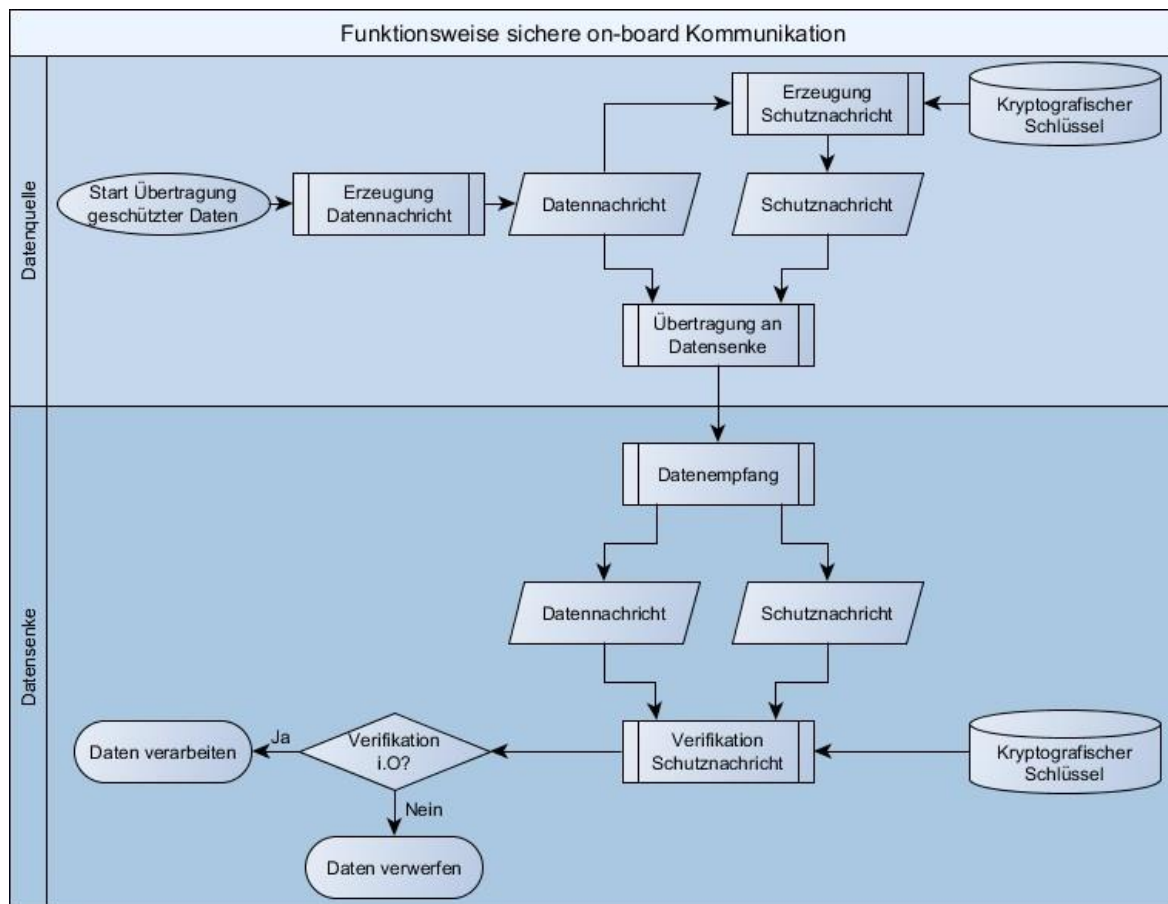 Funktionsweise sichere on-board Kommunikation
Datenquelle
Erzeugung
Schutznachricht
Kryptografischer
Schlüssel
Start Übertragung
geschützter Daten
Erzeugung
Datennachricht
Datennachricht
Schutznachricht
Übertragung an
Datensenke
Datensenke
Datenempfang
Datennachricht
Schutznachricht
Daten verarbeiten
Ja
Verifikation
i.O?
Verifikation
Schutznachricht
Kryptografischer
Schlüssel
Nein
Daten verwerfen